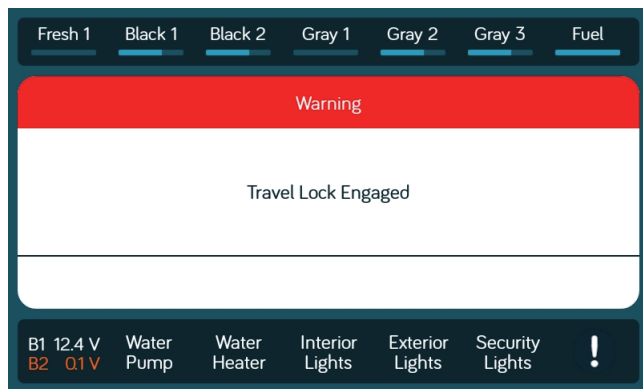 Fresh 1 Black 1 Black 2 Gray 1 Gray 2 Gray 3 Fuel
Warning
Travel Lock Engaged
B1 12.4 V Water Water Interior Exterior Security !
B2 0.1 V Pump Heater Lights Lights Lights